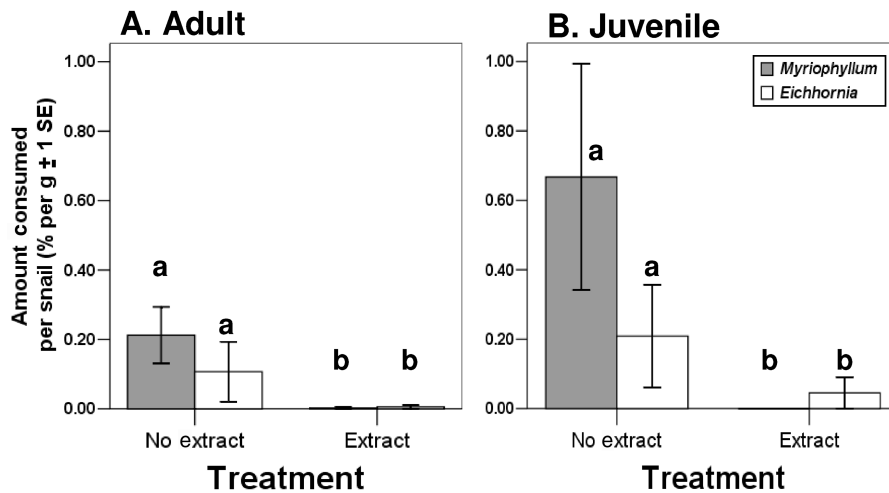 A. Adult
B. Juvenile
Amount consumed
per snail (% per g ± 1 SE)
1.00
0.80
0.60
0.40
0.20
0.00
a
a
b
b
No extract
Extract
Treatment
1.00
0.80
0.60
0.40
0.20
0.00
Myriophyllum
Eichhornia
a
a
b
b
No extract
Extract
Treatment